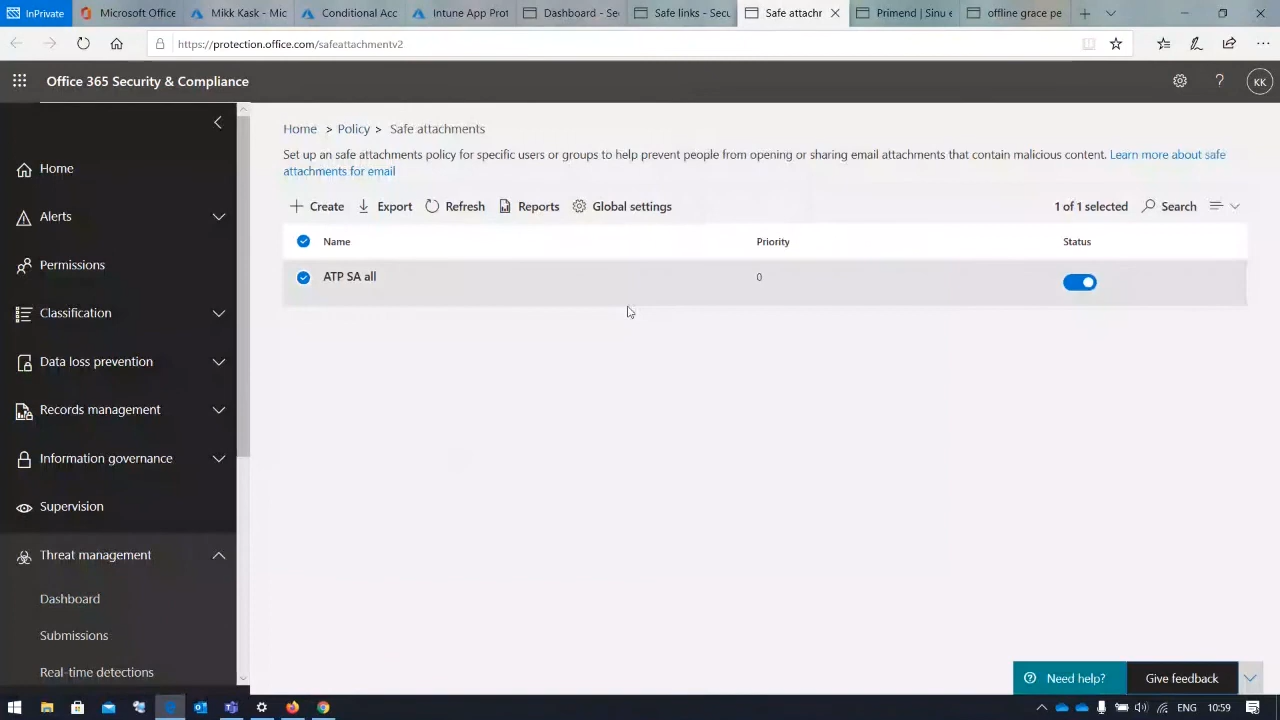 InPrivate
Microsoft Office
Mikk Kask - Mic
Conditional Acc
Intune App Prot
Dashboard - Se
Safe links - Secu
Safe attachr
Primend | Sinu e
offline grace pe
https://protection.office.com/safeattachmentv2
Office 365 Security & Compliance
KK
Home > Policy > Safe attachments
Set up an safe attachments policy for specific users or groups to help prevent people from opening or sharing email attachments that contain malicious content. Learn more about safe
attachments for email
Create Export Refresh Reports Global settings 1 of 1 selected Search
Name Priority Status
ATP SA all 0
Home
Alerts
Permissions
Classification
Data loss prevention
Records management
Information governance
Supervision
Threat management
Dashboard
Submissions
Real-time detections
Need help? Give feedback
ENG 10:59